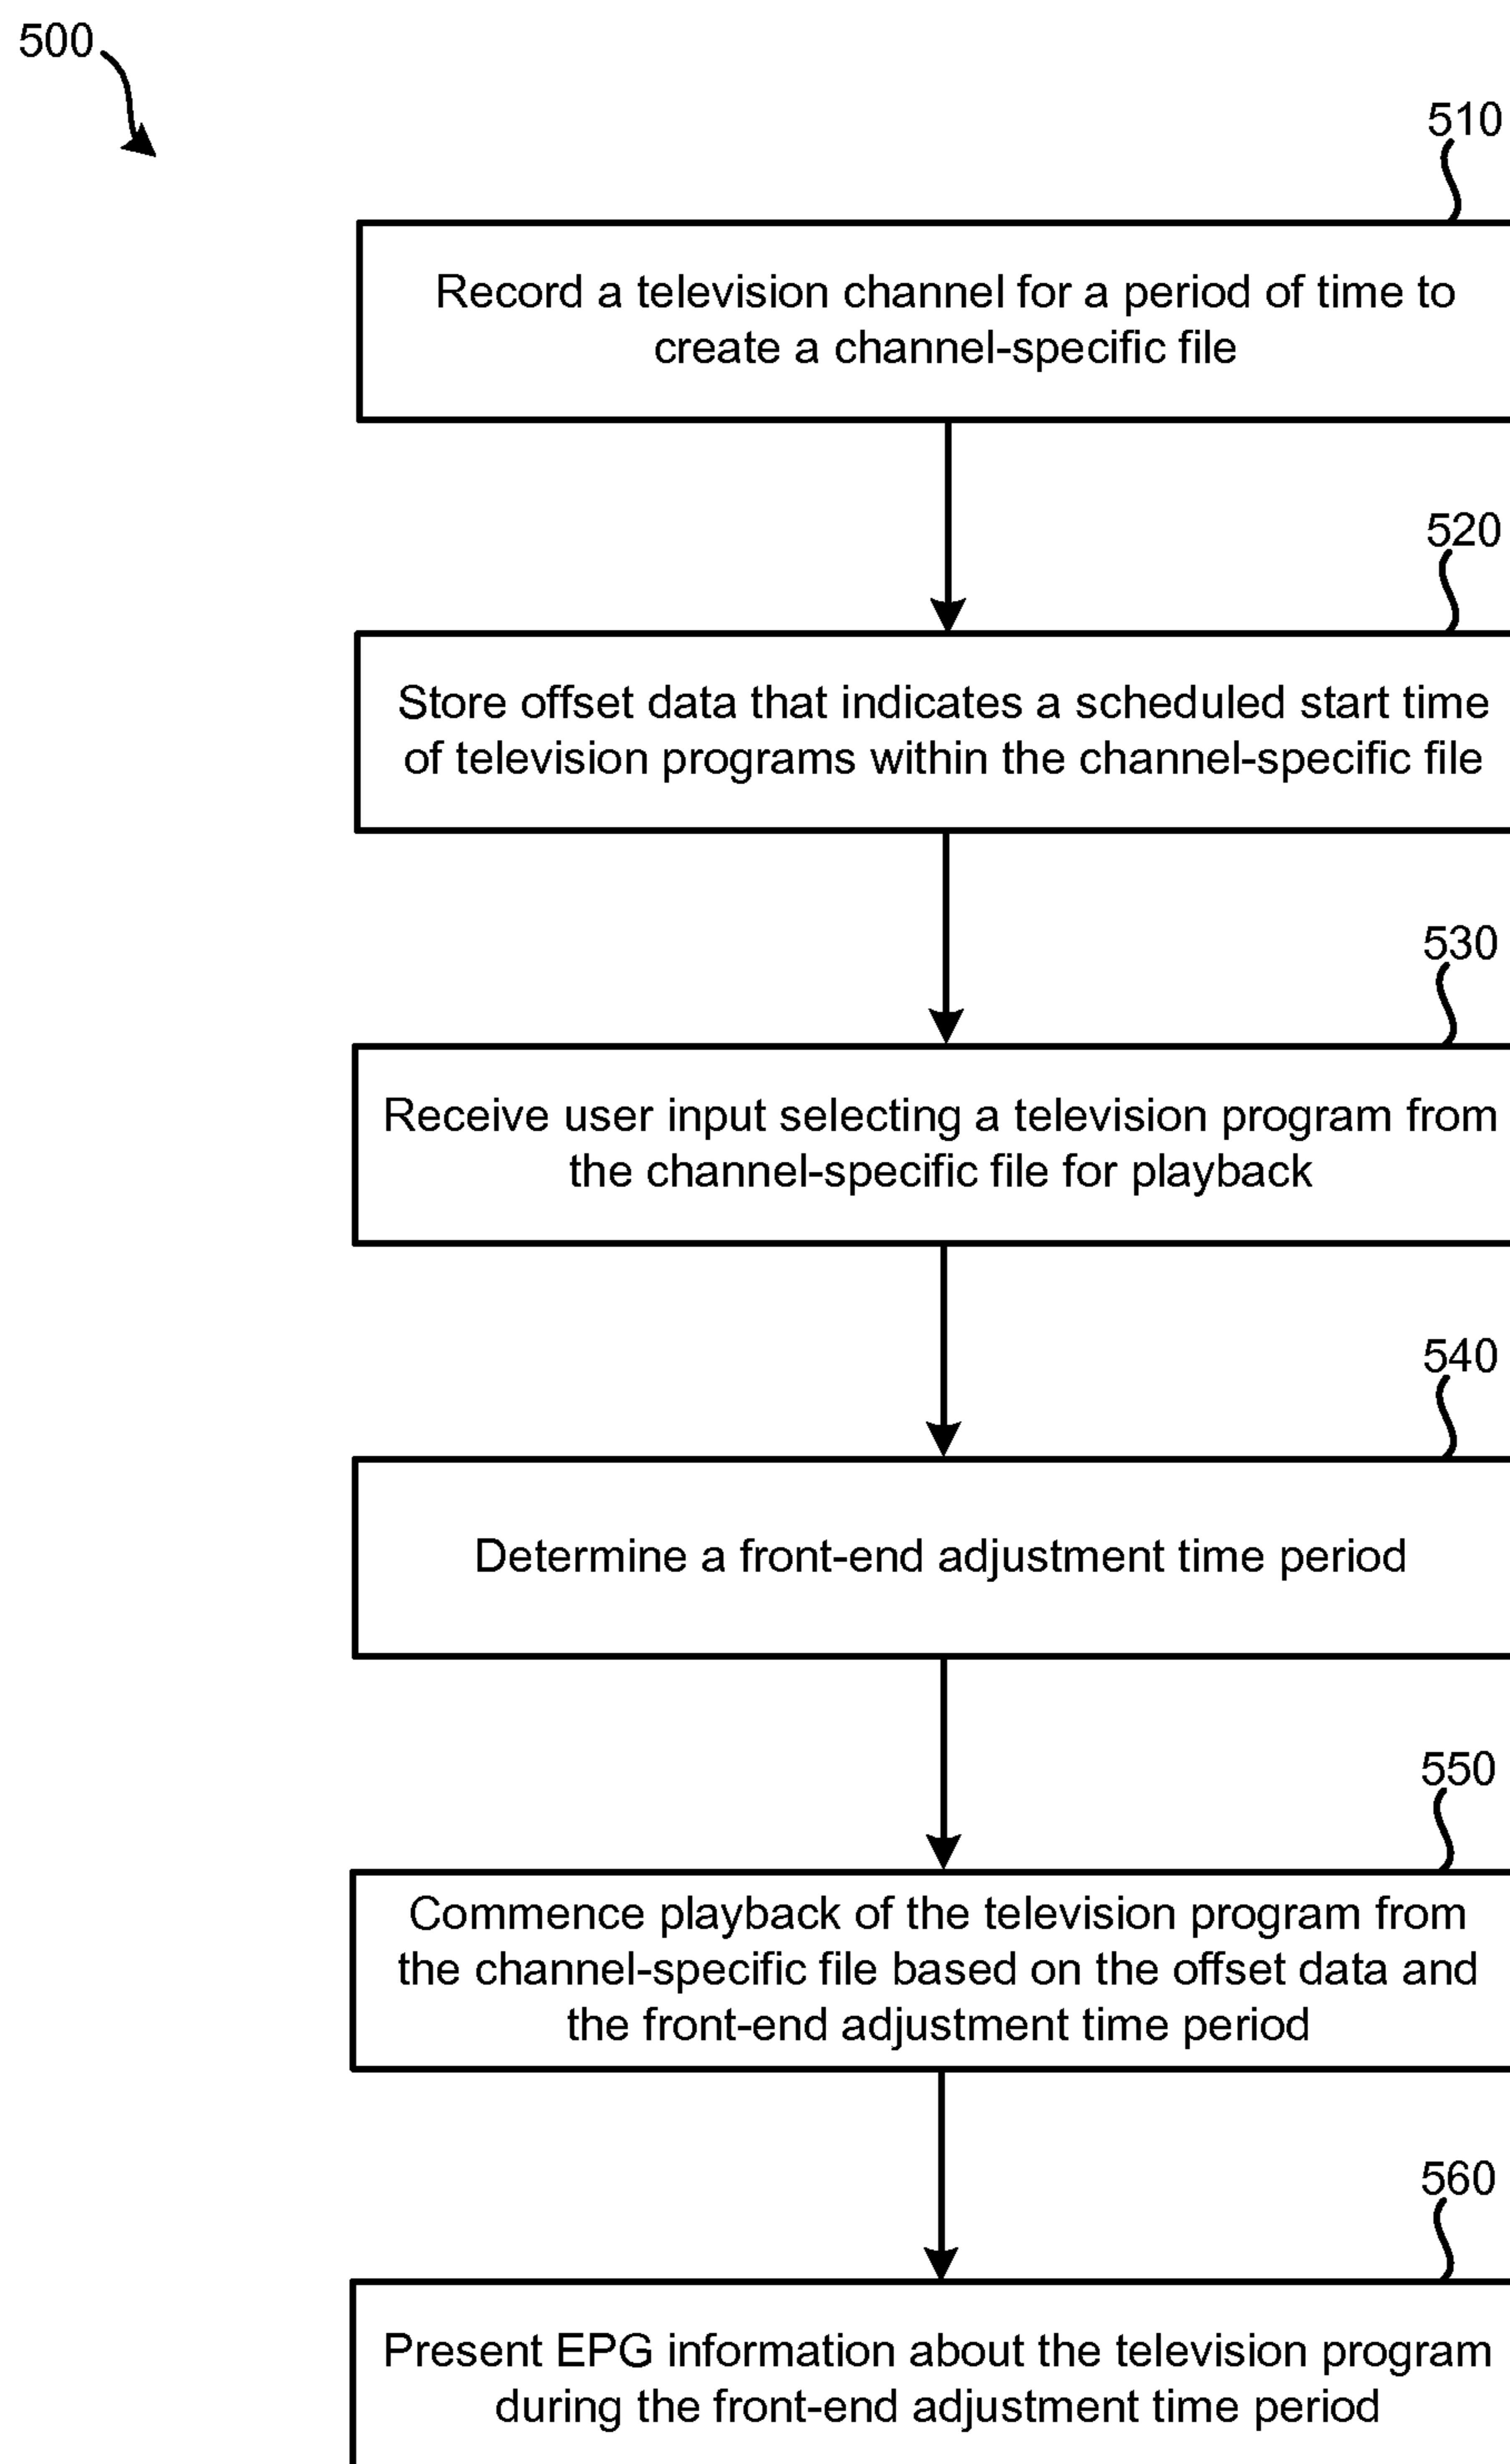 500
510
Record a television channel for a period of time to
create a channel-specific file
520
Store offset data that indicates a scheduled start time
of television programs within the channel-specific file
530
Receive user input selecting a television program from
the channel-specific file for playback
540
Determine a front-end adjustment time period
550
Commence playback of the television program from
the channel-specific file based on the offset data and
the front-end adjustment time period
560
Present EPG information about the television program
during the front-end adjustment time period